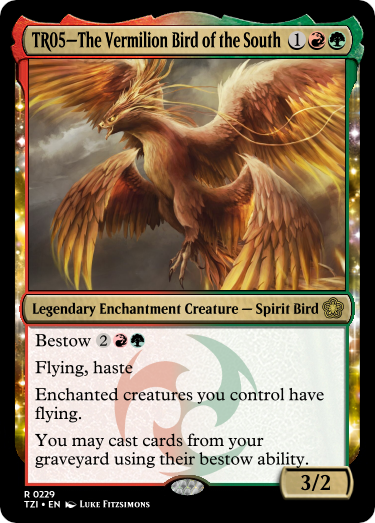 TR05—The Vermilion Bird of the South 1
Legendary Enchantment Creature — Spirit Bird
Bestow 2
Flying, haste
Enchanted creatures you control have
flying.
You may cast cards from your
graveyard using their bestow ability.
3/2
R 0229
TZI • EN Luke Fitzsimons